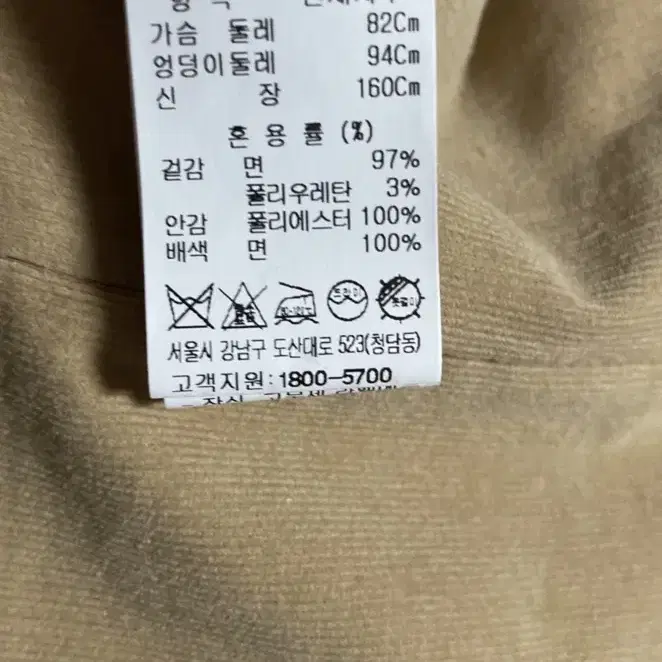 가슴 둘레 82Cm
엉덩이둘레 94Cm
신 장 160Cm
혼 용 률 (%)
겉감 면 97%
폴리우레탄 3%
안감 폴리에스터 100%
배색 면 100%
드라이
서울시 강남구 도산대로 523(청담동)
고객지원:1800-5700